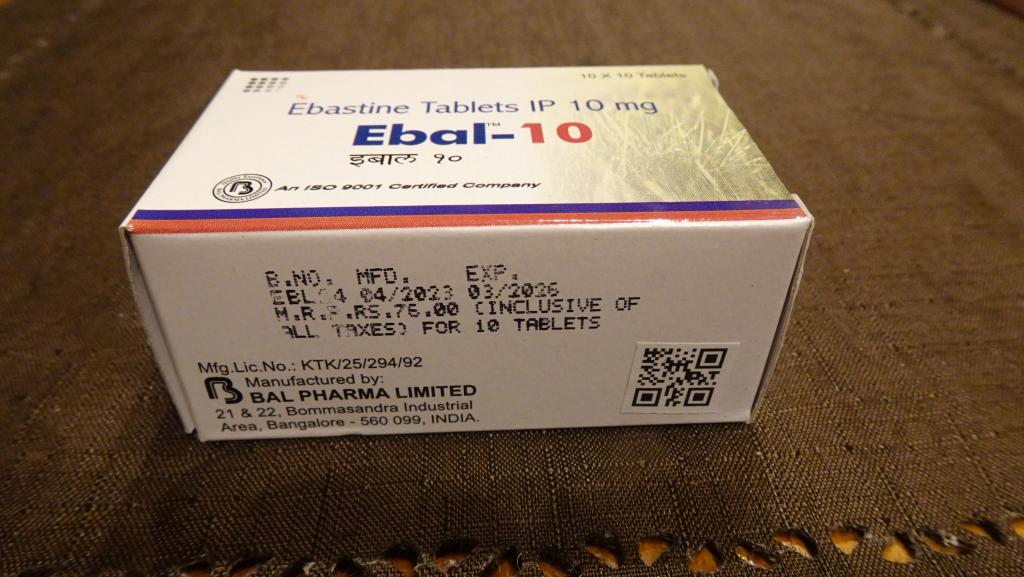 10 X 10 Tablets
Ebastine Tablets IP 10 mg
Ebal™-10
इबाल १०
An ISO 9001 Certified Company
B.NO. MFD. EXP.
04/2023 03/2026
M.R.P.RS.76.00 (INCLUSIVE OF
ALL TAXES) FOR 10 TABLETS
Mfg.Lic.No.: KTK/25/294/92
Manufactured by:
BAL PHARMA LIMITED
21 & 22, Bommasandra Industrial
Area, Bangalore - 560 099, INDIA.